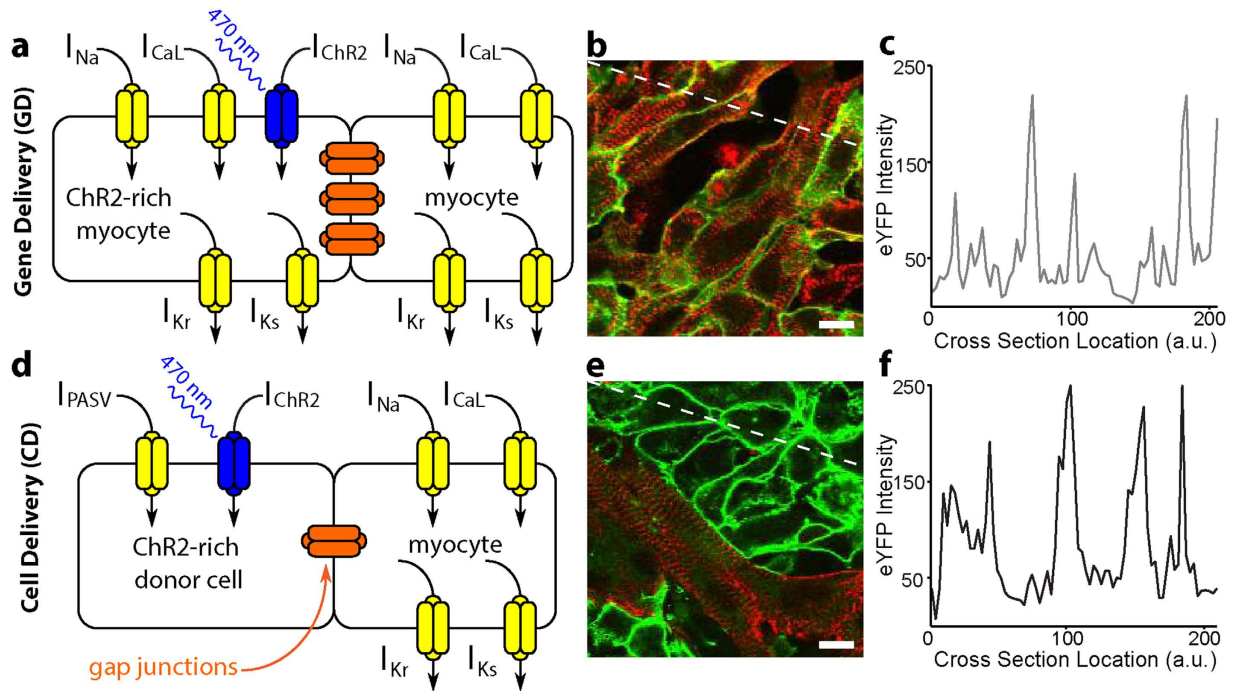 a
Gene Delivery (GD)
I_Na
I_CaL
470 nm
I_ChR2
I_Na
I_CaL
ChR2-rich
myocyte
myocyte
I_Kr
I_Ks
I_Kr
I_Ks
b
c
eYFP Intensity
250
150
50
0
100
200
Cross Section Location (a.u.)
d
Cell Delivery (CD)
I_PASV
470 nm
I_ChR2
I_Na
I_CaL
ChR2-rich
donor cell
myocyte
gap junctions
I_Kr
I_Ks
e
f
eYFP Intensity
250
150
50
0
100
200
Cross Section Location (a.u.)